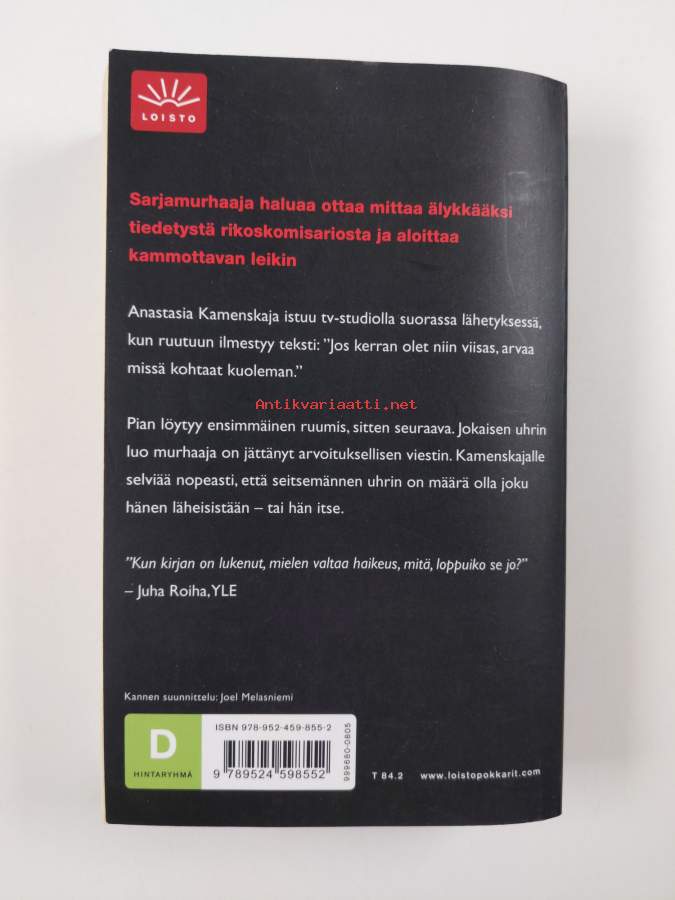 LOISTO
Sarjamurhaaja haluaa ottaa mittaa älykkääksi
tiedetystä rikoskomisariosta ja aloittaa
kammottavan leikin
Anastasia Kamenskaja istuu tv-studiolla suorassa lähetyksessä,
kun ruutuun ilmestyy teksti: ”Jos kerran olet niin viisas, arvaa
missä kohtaat kuoleman.”
Antikvariaatti.net
Pian löytyy ensimmäinen ruumis, sitten seuraava. Jokaisen uhrin
luo murhaaja on jättänyt arvoituksellisen viestin. Kamenskajalle
selviää nopeasti, että seitsemännen uhrin on määrä olla joku
hänen läheisistään – tai hän itse.
”Kun kirjan on lukenut, mielen valtaa haikeus, mitä, loppuiko se jo?”
– Juha Roiha, YLE
Kannen suunnittelu: Joel Melasniemi
D
HINTARYHMÄ
ISBN 978-952-459-855-2
9 789524 598552
999680-0805
T 84.2 www.loistopokkarit.com